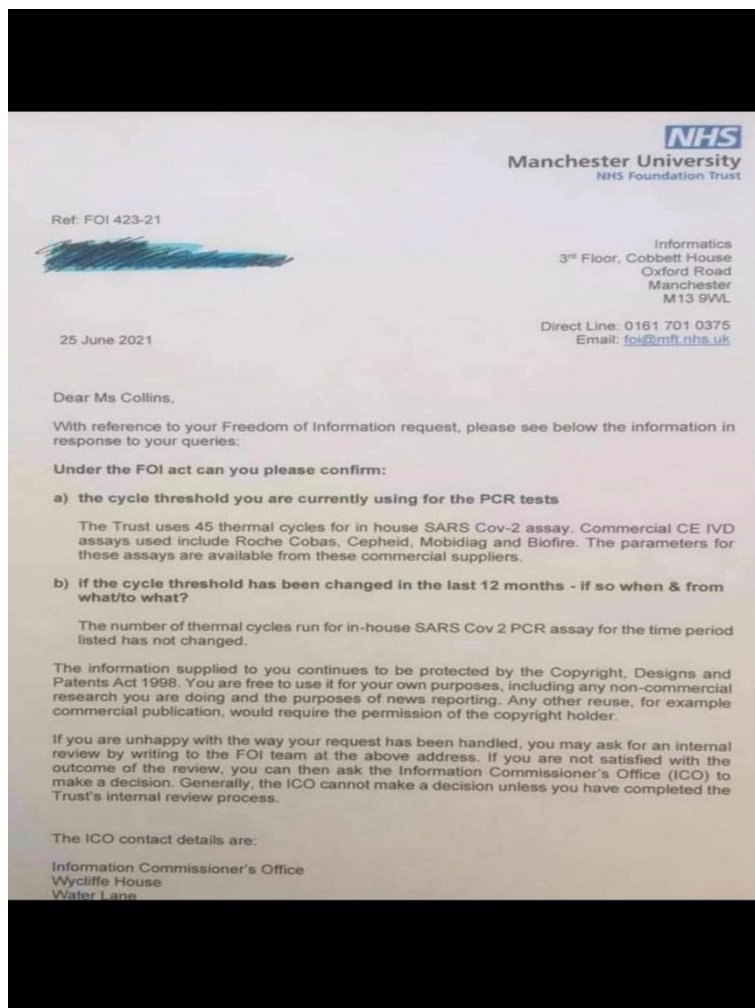 NHS
Manchester University
NHS Foundation Trust
Ref: FOI 423-21
Informatics
3rd Floor, Cobbett House
Oxford Road
Manchester
M13 9WL
Direct Line: 0161 701 0375
Email: foi@mft.nhs.uk
25 June 2021
Dear Ms Collins,
With reference to your Freedom of Information request, please see below the information in
response to your queries:
Under the FOI act can you please confirm:
a) the cycle threshold you are currently using for the PCR tests
The Trust uses 45 thermal cycles for in house SARS Cov-2 assay. Commercial CE IVD
assays used include Roche Cobas, Cepheid, Mobidiag and Biofire. The parameters for
these assays are available from these commercial suppliers.
b) if the cycle threshold has been changed in the last 12 months - if so when & from
what/to what?
The number of thermal cycles run for in-house SARS Cov 2 PCR assay for the time period
listed has not changed.
The information supplied to you continues to be protected by the Copyright, Designs and
Patents Act 1998. You are free to use it for your own purposes, including any non-commercial
research you are doing and the purposes of news reporting. Any other reuse, for example
commercial publication, would require the permission of the copyright holder.
If you are unhappy with the way your request has been handled, you may ask for an internal
review by writing to the FOI team at the above address. If you are not satisfied with the
outcome of the review, you can then ask the Information Commissioner's Office (ICO) to
make a decision. Generally, the ICO cannot make a decision unless you have completed the
Trust's internal review process.
The ICO contact details are:
Information Commissioner's Office
Wycliffe House
Water Lane